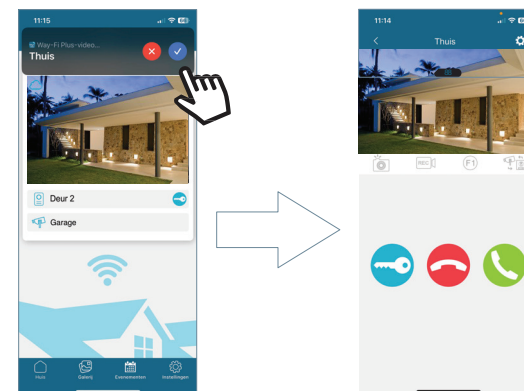 11:15
Way-Fi Plus-video...
Thuis
Deur 2
Garage
Huis
Galerij
Evenementen
Instellingen
11:14
Thuis
REC
F1